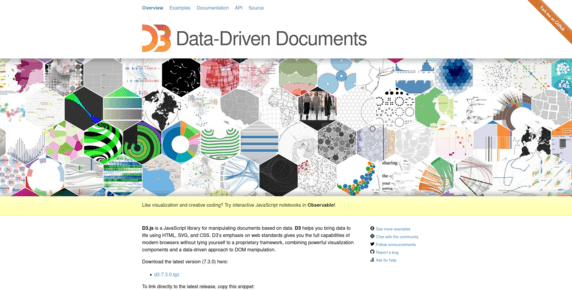 Overview Examples Documentation API Source
Fork me on GitHub
D3 Data-Driven Documents
sharing
the
your
Like visualization and creative coding? Try interactive JavaScript notebooks in Observable!
D3.js is a JavaScript library for manipulating documents based on data. D3 helps you bring data to
life using HTML, SVG, and CSS. D3's emphasis on web standards gives you the full capabilities of
modern browsers without tying yourself to a proprietary framework, combining powerful visualization
components and a data-driven approach to DOM manipulation.
Download the latest version (7.3.0) here:
• d3-7.3.0.tgz
To link directly to the latest release, copy this snippet:
See more examples
Chat with the community
Follow announcements
Report a bug
Ask for help